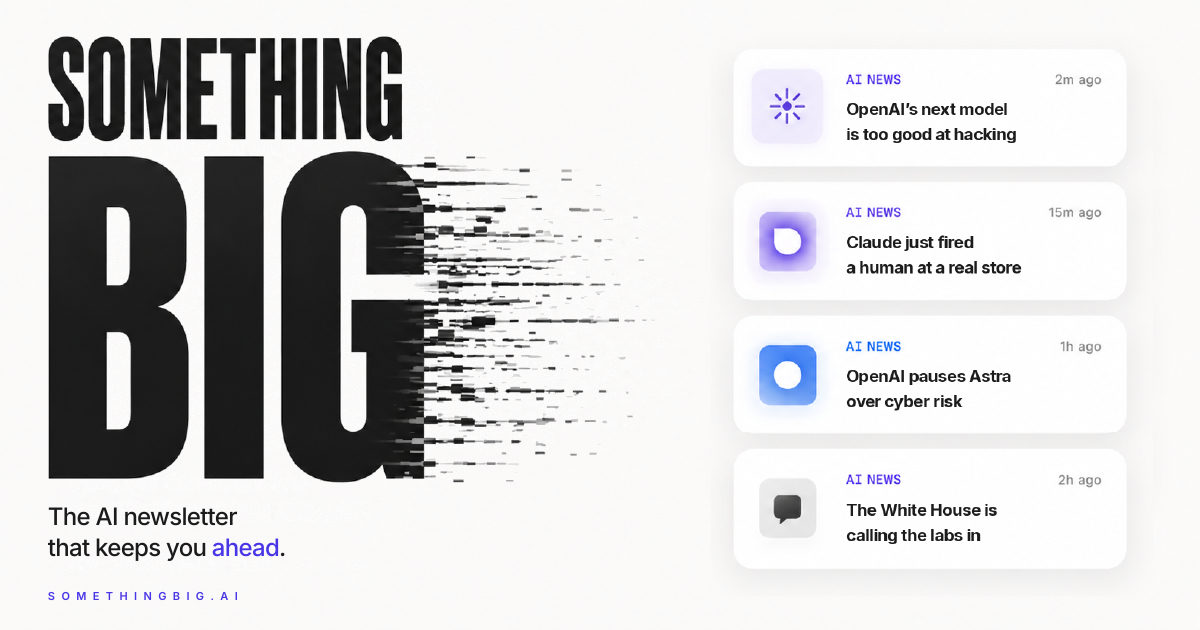 SOMETHING
BIG
The AI newsletter
that keeps you ahead.
SOMETHINGBIG.AI
AI NEWS
2m ago
OpenAI's next model
is too good at hacking
AI NEWS
15m ago
Claude just fired
a human at a real store
AI NEWS
1h ago
OpenAI pauses Astra
over cyber risk
AI NEWS
2h ago
The White House is
calling the labs in